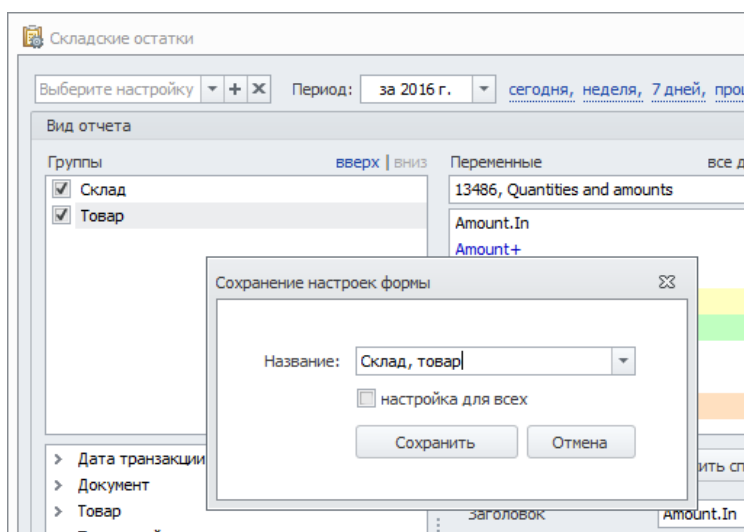 Складские остатки
Выберите настройку Период: за 2016 г. сегодня, неделя, 7 дней,
Вид отчета
Группы вверх | вниз Переменные все
Склад 13486, Quantities and amounts
Товар Amount.In
Amount+
Сохранение настроек формы
Название: Склад, товар
настройка для всех
Сохранить Отмена
Дата транзакции
Документ
Товар
Заголовок Amount.In